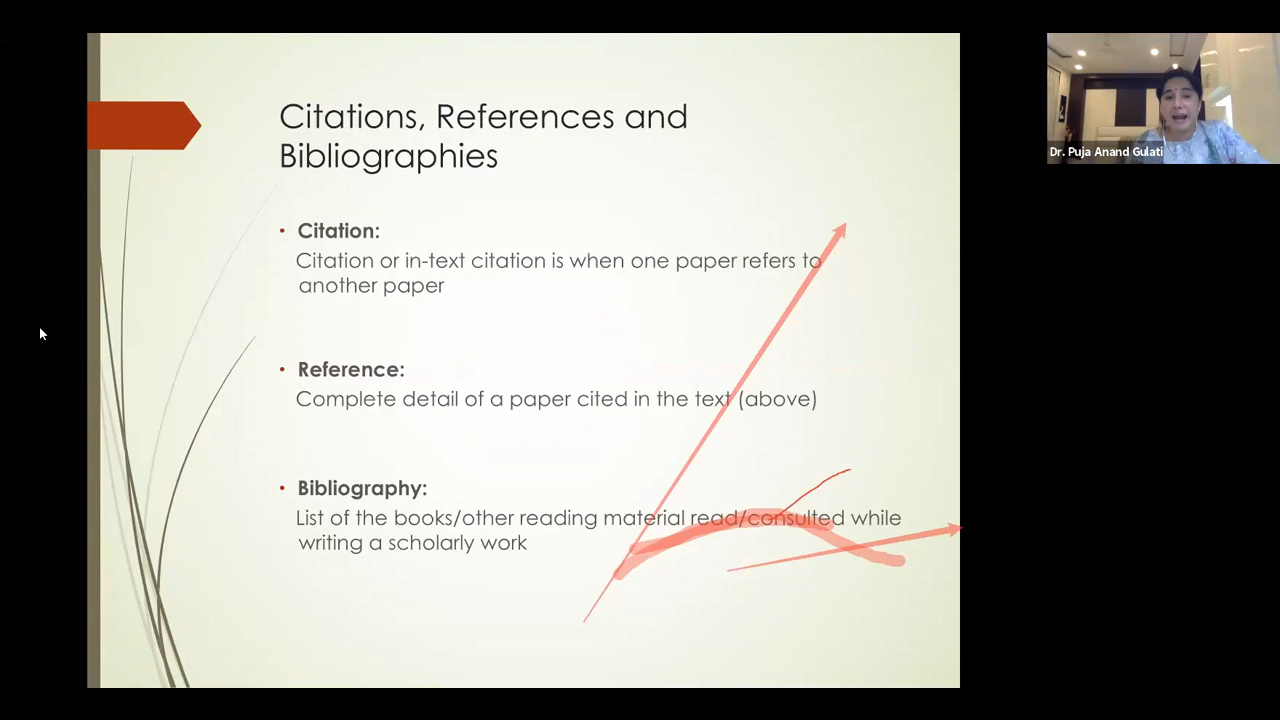 Citations, References and
Bibliographies
• Citation:
Citation or in-text citation is when one paper refers to
another paper
• Reference:
Complete detail of a paper cited in the text (above)
• Bibliography:
List of the books/other reading material read/consulted while
writing a scholarly work
Dr. Puja Anand Gulati